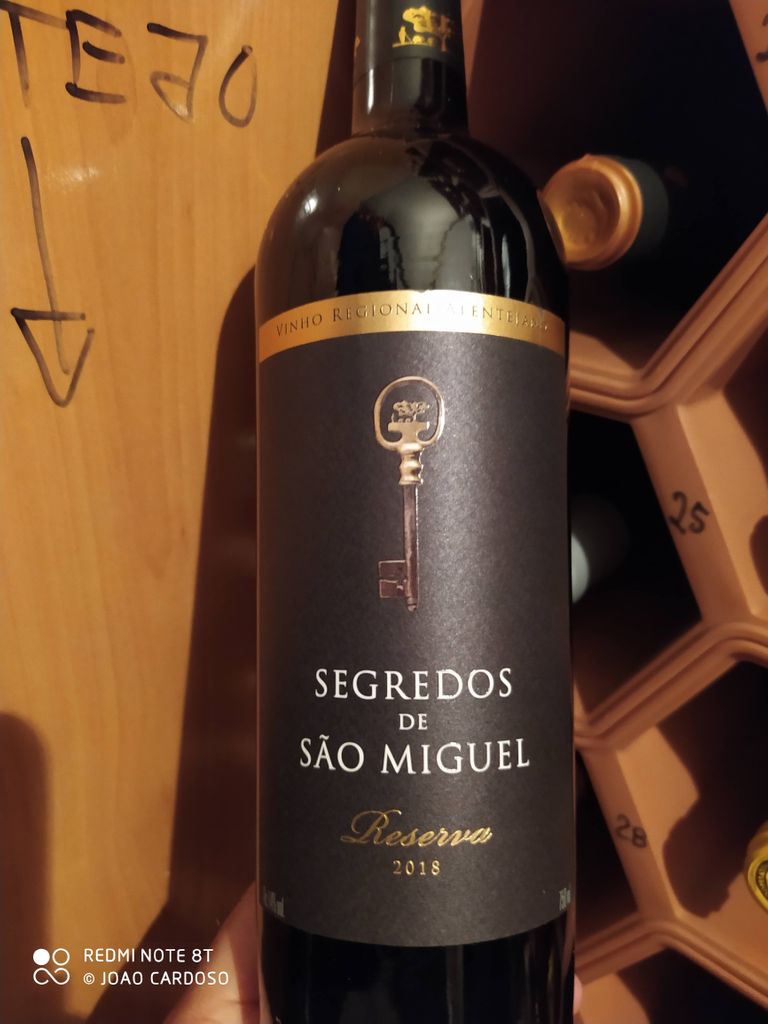 TEJO
VINHO REGIONAL ALENTEJANO
25
SEGREDOS
DE
SÃO MIGUEL
Reserva
2018
28
REDMI NOTE 8T
© JOAO CARDOSO